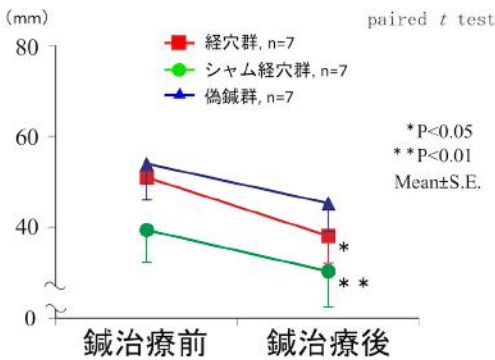 (mm)
paired t test
80
経穴群, n=7
シャム経穴群, n=7
偽鍼群, n=7
*P<0.05
**P<0.01
Mean±S.E.
60
40
*
**
0
鍼治療前
鍼治療後